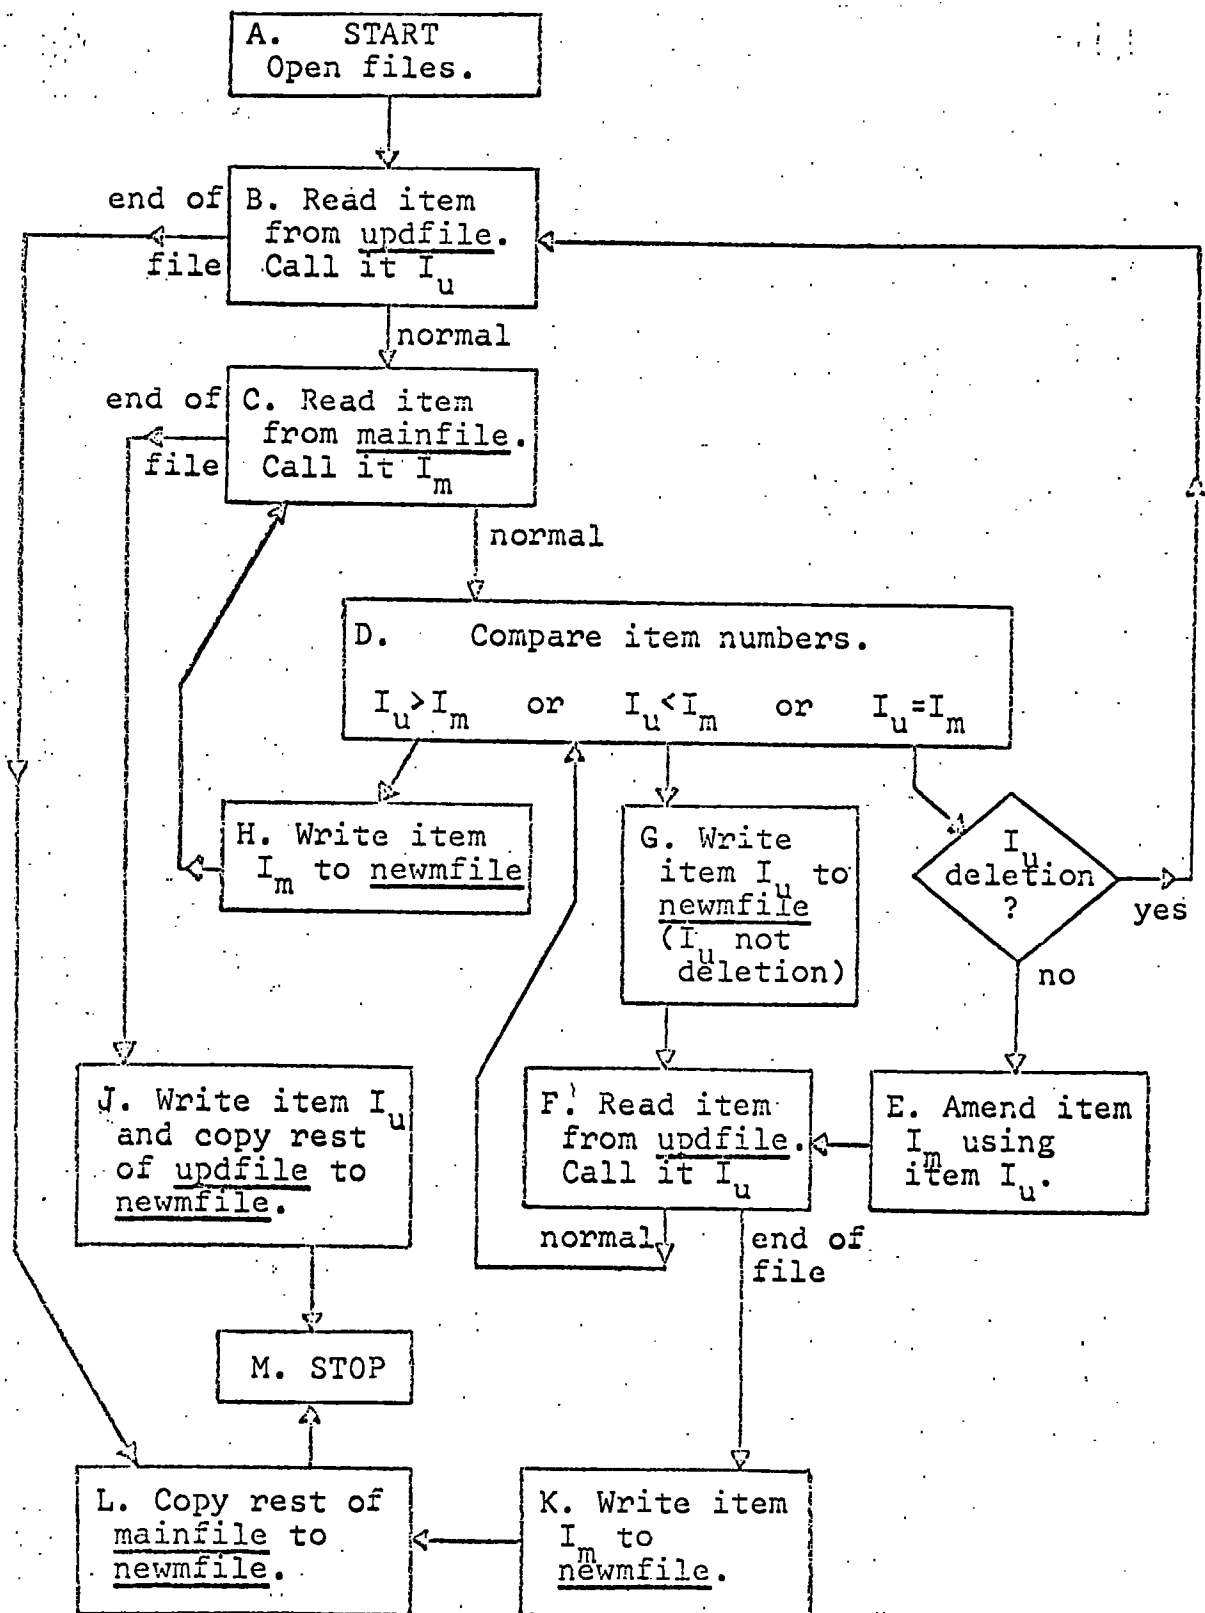 A. START
Open files.
end of
file
B. Read item
from updfile.
Call it Iu
normal
end of
file
C. Read item
from mainfile.
Call it Im
normal
D. Compare item numbers.
Iu>Im or Iu<Im or Iu=Im
H. Write item
Im to newmfile
G. Write
item Iu to
newmfile
(Iu not
deletion)
Iu
deletion
?
yes
no
J. Write item Iu
and copy rest
of updfile to
newmfile.
F. Read item
from updfile.
Call it Iu
E. Amend item
Im using
item Iu.
normal
end of
file
M. STOP
L. Copy rest of
mainfile to
newmfile.
K. Write item
Im to
newmfile.